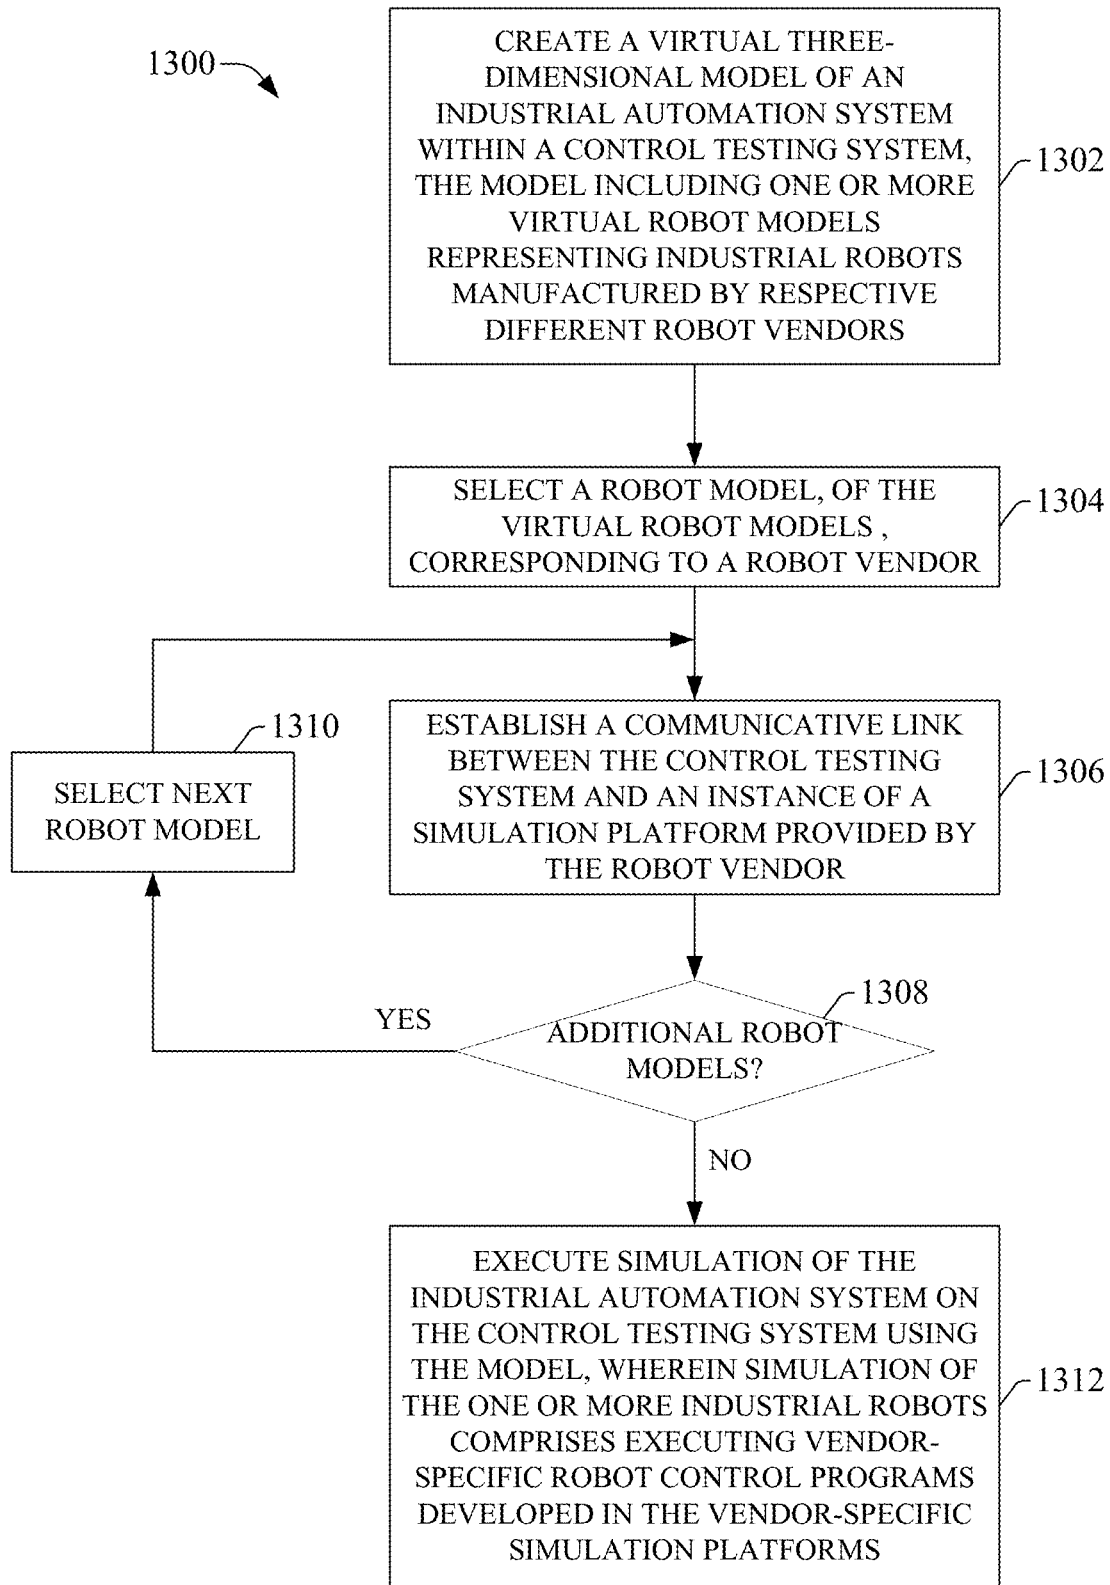 1300
CREATE A VIRTUAL THREE-
DIMENSIONAL MODEL OF AN
INDUSTRIAL AUTOMATION SYSTEM
WITHIN A CONTROL TESTING SYSTEM,
THE MODEL INCLUDING ONE OR MORE
VIRTUAL ROBOT MODELS
REPRESENTING INDUSTRIAL ROBOTS
MANUFACTURED BY RESPECTIVE
DIFFERENT ROBOT VENDORS
1302
SELECT A ROBOT MODEL, OF THE
VIRTUAL ROBOT MODELS ,
CORRESPONDING TO A ROBOT VENDOR
1304
ESTABLISH A COMMUNICATIVE LINK
BETWEEN THE CONTROL TESTING
SYSTEM AND AN INSTANCE OF A
SIMULATION PLATFORM PROVIDED BY
THE ROBOT VENDOR
1306
1310
SELECT NEXT
ROBOT MODEL
1308
YES
ADDITIONAL ROBOT
MODELS?
NO
EXECUTE SIMULATION OF THE
INDUSTRIAL AUTOMATION SYSTEM ON
THE CONTROL TESTING SYSTEM USING
THE MODEL, WHEREIN SIMULATION OF
THE ONE OR MORE INDUSTRIAL ROBOTS
COMPRISES EXECUTING VENDOR-
SPECIFIC ROBOT CONTROL PROGRAMS
DEVELOPED IN THE VENDOR-SPECIFIC
SIMULATION PLATFORMS
1312